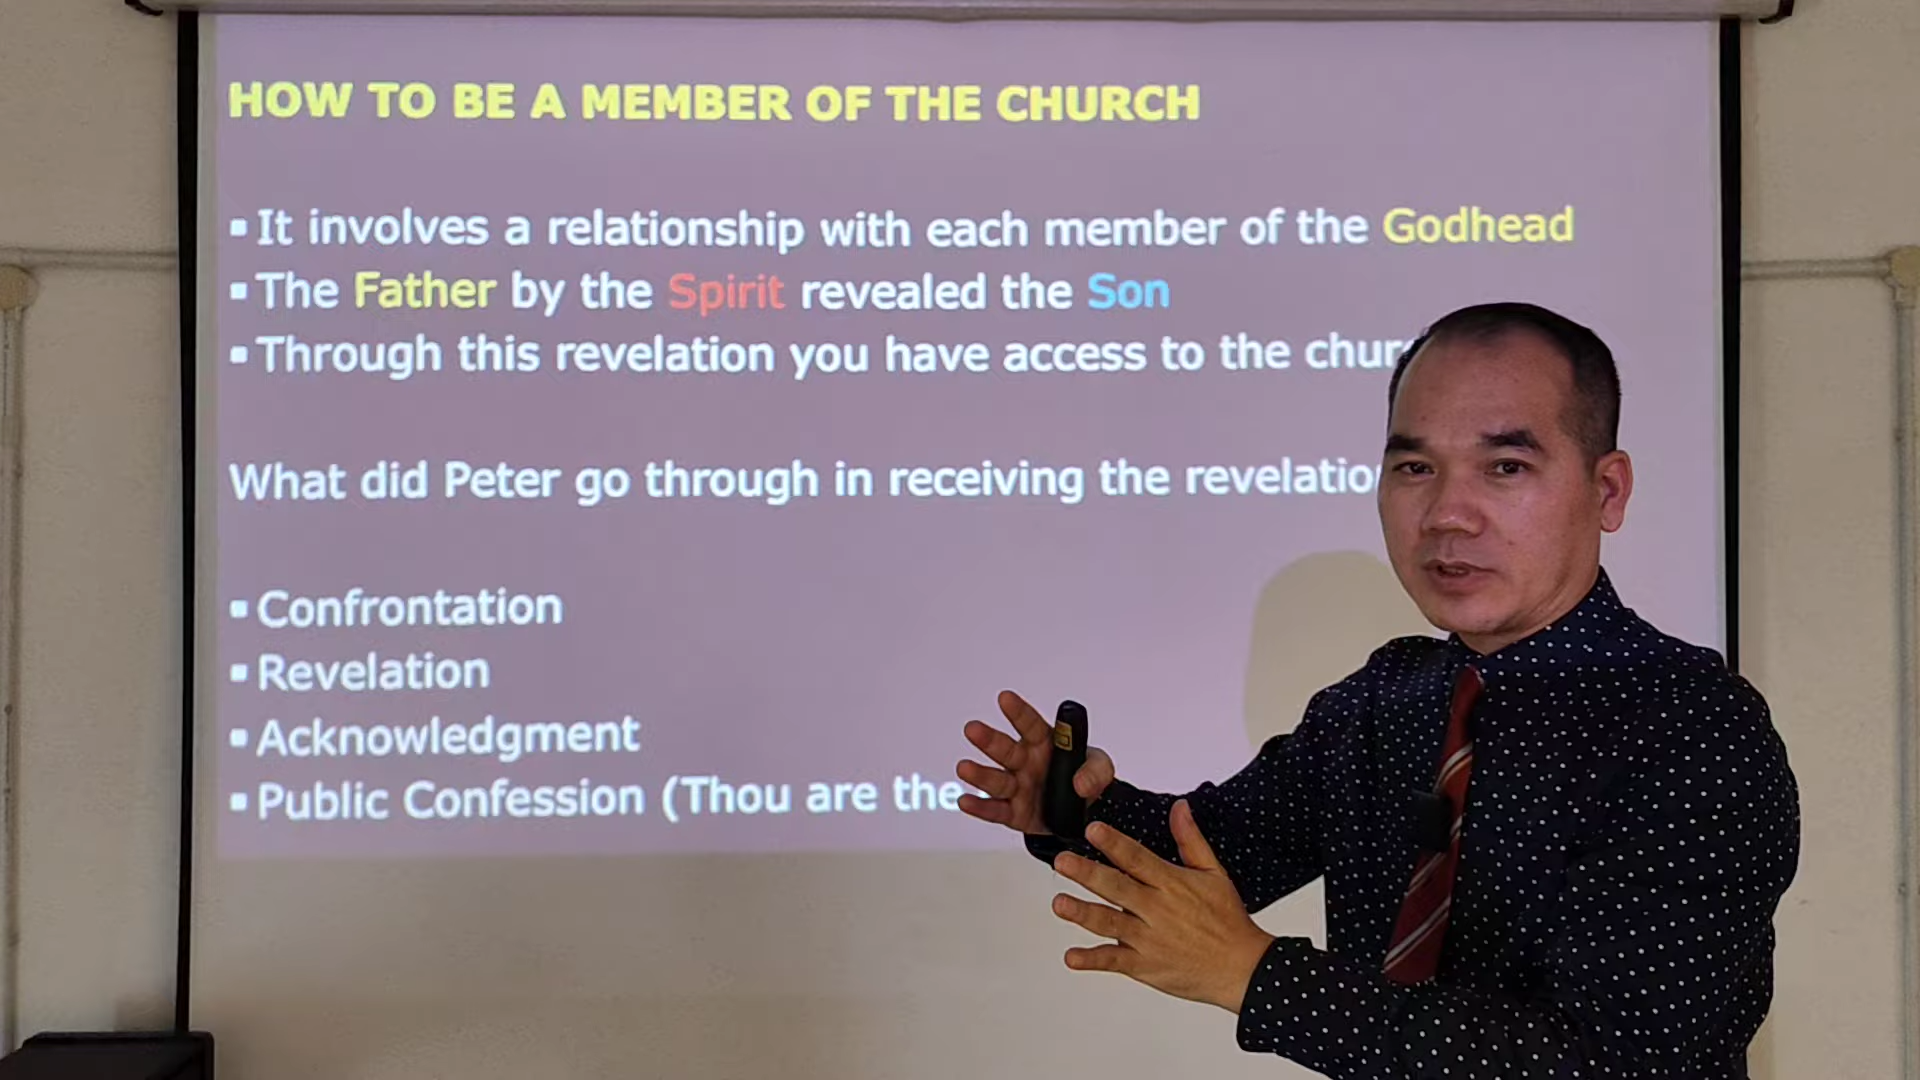 HOW TO BE A MEMBER OF THE CHURCH
▪ It involves a relationship with each member of the Godhead
▪ The Father by the Spirit revealed the Son
▪ Through this revelation you have access to the
What did Peter go through in receiving the
▪ Confrontation
▪ Revelation
▪ Acknowledgment
▪ Public Confession (Thou are the